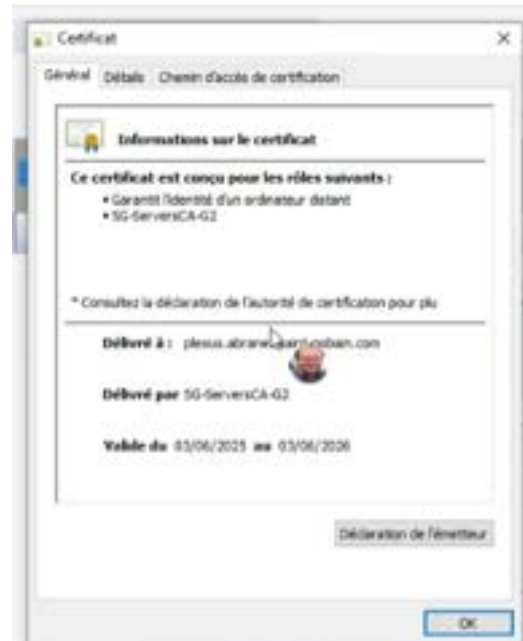 Certificat
Général Détails Chemin d'accès de certification
Informations sur le certificat
Ce certificat est conçu pour les rôles suivants :
• Garantit l'identité d'un ordinateur distant
• SG-ServersCA-G2
* Consultez la déclaration de l'autorité de certification pour plu
Délivré à :
Délivré par SG-ServersCA-G2
Valide du 03/06/2025 au 03/06/2026
Déclaration de l'émetteur
OK